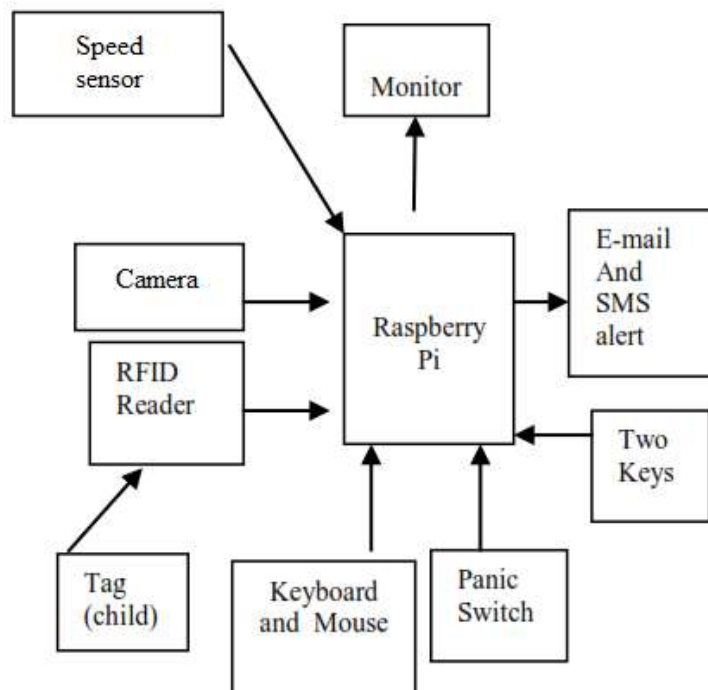 Speed
sensor
Monitor
Camera
RFID
Reader
Tag
(child)
Raspberry
Pi
E-mail
And
SMS
alert
Two
Keys
Keyboard
and Mouse
Panic
Switch